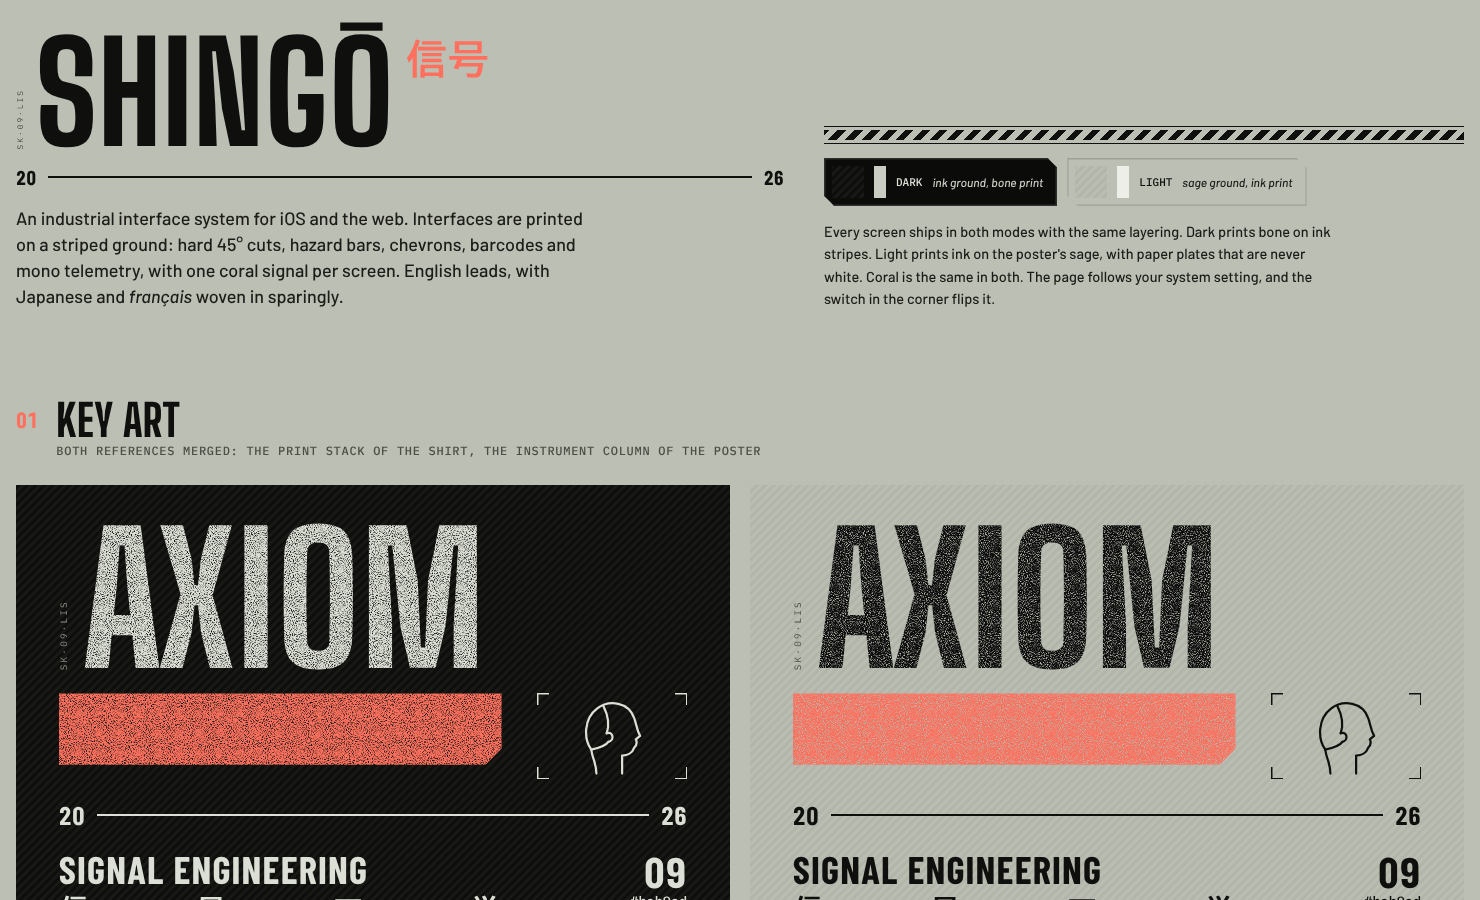 SHINGŌ
信号
SK-09-LIS
20
26
An industrial interface system for iOS and the web. Interfaces are printed
on a striped ground: hard 45° cuts, hazard bars, chevrons, barcodes and
mono telemetry, with one coral signal per screen. English leads, with
Japanese and français woven in sparingly.
DARK ink ground, bone print
LIGHT sage ground, ink print
Every screen ships in both modes with the same layering. Dark prints bone on ink
stripes. Light prints ink on the poster's sage, with paper plates that are never
white. Coral is the same in both. The page follows your system setting, and the
switch in the corner flips it.
01
KEY ART
BOTH REFERENCES MERGED: THE PRINT STACK OF THE SHIRT, THE INSTRUMENT COLUMN OF THE POSTER
AXIOM
SK-09-LIS
20
26
SIGNAL ENGINEERING
09
AXIOM
SK-09-LIS
20
26
SIGNAL ENGINEERING
09